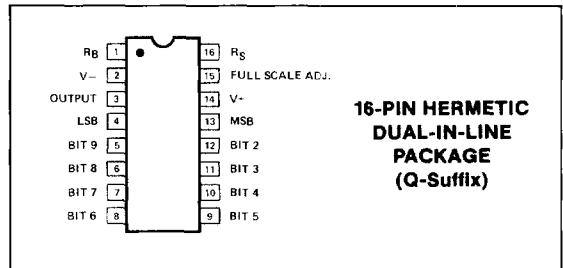 RB 1 16 RS
V− 2 15 FULL SCALE ADJ.
OUTPUT 3 14 V+
LSB 4 13 MSB
BIT 9 5 12 BIT 2
BIT 8 6 11 BIT 3
BIT 7 7 10 BIT 4
BIT 6 8 9 BIT 5
16-PIN HERMETIC
DUAL-IN-LINE
PACKAGE
(Q-Suffix)